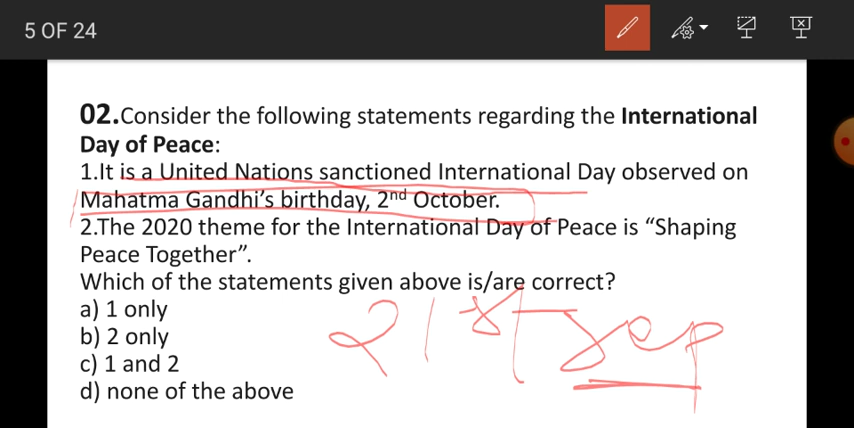 5 OF 24
02.Consider the following statements regarding the International
Day of Peace:
1.It is a United Nations sanctioned International Day observed on
Mahatma Gandhi's birthday, 2nd October.
2.The 2020 theme for the International Day of Peace is “Shaping
Peace Together”.
Which of the statements given above is/are correct?
a) 1 only
b) 2 only
c) 1 and 2
d) none of the above
21st sep